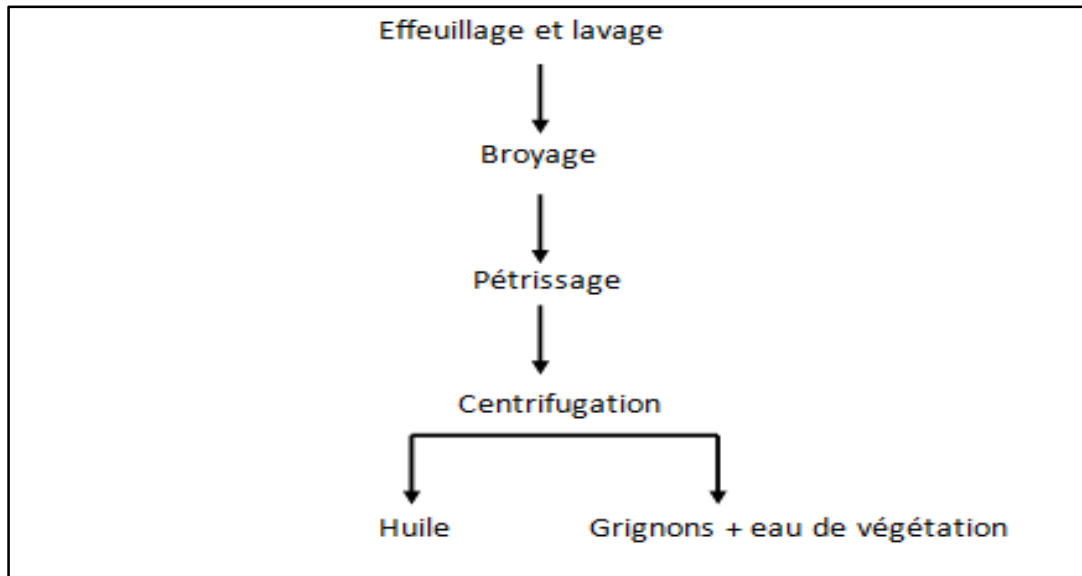 Effeuillage et lavage
Broyage
Pétrissage
Centrifugation
Huile
Grignons + eau de végétation